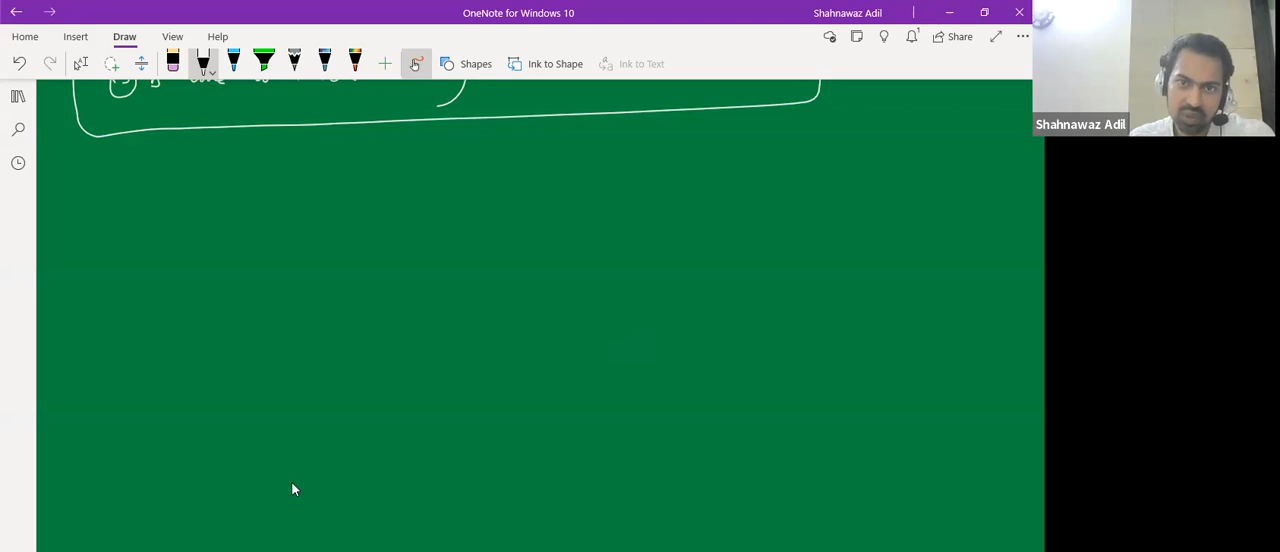 OneNote for Windows 10
Shahnawaz Adil
Home
Insert
Draw
View
Help
Share
Shapes
Ink to Shape
Ink to Text
Shahnawaz Adil